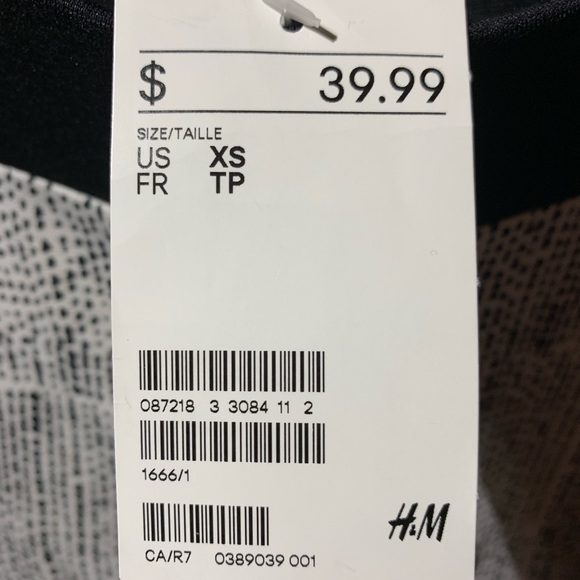 $ 39.99
SIZE/TAILLE
US XS
FR TP
087218 3 3084 11 2
1666/1
CA/R7 0389039 001
H&M